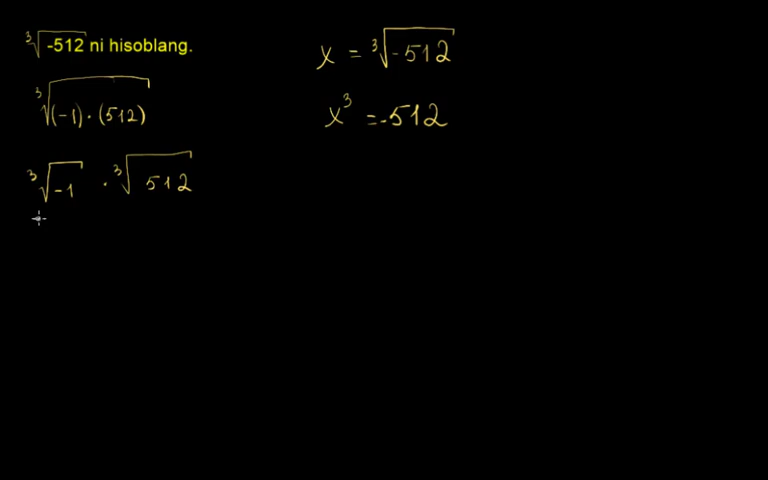 ∛-512 ni hisoblang.
∛(-1)·(512)
∛-1 · ∛512
x = ∛-512
x³ = -512